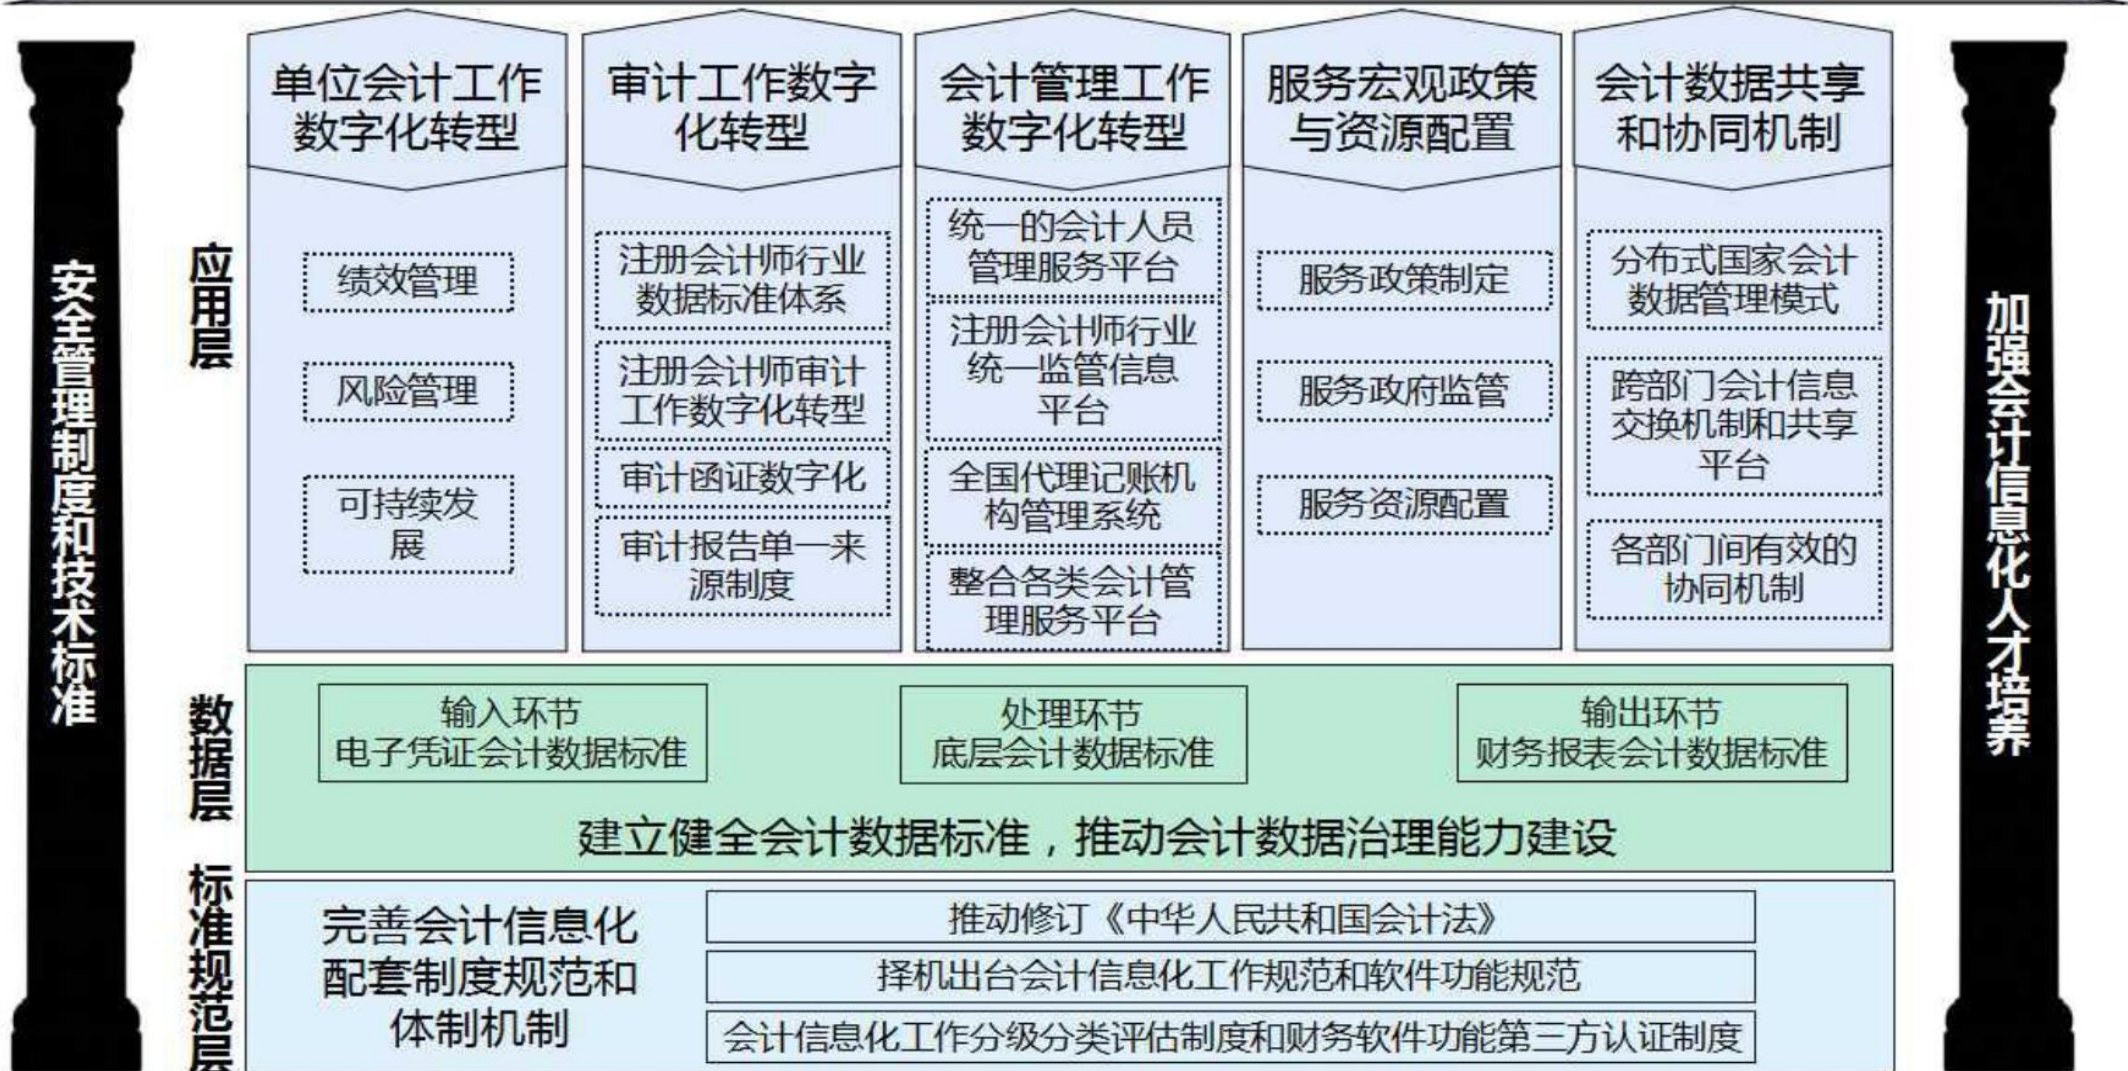 安全管理制度和技术标准
应用层
单位会计工作
数字化转型
绩效管理
风险管理
可持续发
展
审计工作数字
化转型
注册会计师行业
数据标准体系
注册会计师审计
工作数字化转型
审计函证数字化
审计报告单一来
源制度
会计管理工作
数字化转型
统一的会计人员
管理服务平台
注册会计师行业
统一监管信息
平台
全国代理记账机
构管理系统
整合各类会计管
理服务平台
服务宏观政策
与资源配置
服务政策制定
服务政府监管
服务资源配置
会计数据共享
和协同机制
分布式国家会计
数据管理模式
跨部门会计信息
交换机制和共享
平台
各部门间有效的
协同机制
数据层
输入环节
电子凭证会计数据标准
处理环节
底层会计数据标准
输出环节
财务报表会计数据标准
建立健全会计数据标准，推动会计数据治理能力建设
标准规范层
完善会计信息化
配套制度规范和
体制机制
推动修订《中华人民共和国会计法》
择机出台会计信息化工作规范和软件功能规范
会计信息化工作分级分类评估制度和财务软件功能第三方认证制度
加强会计信息化人才培养